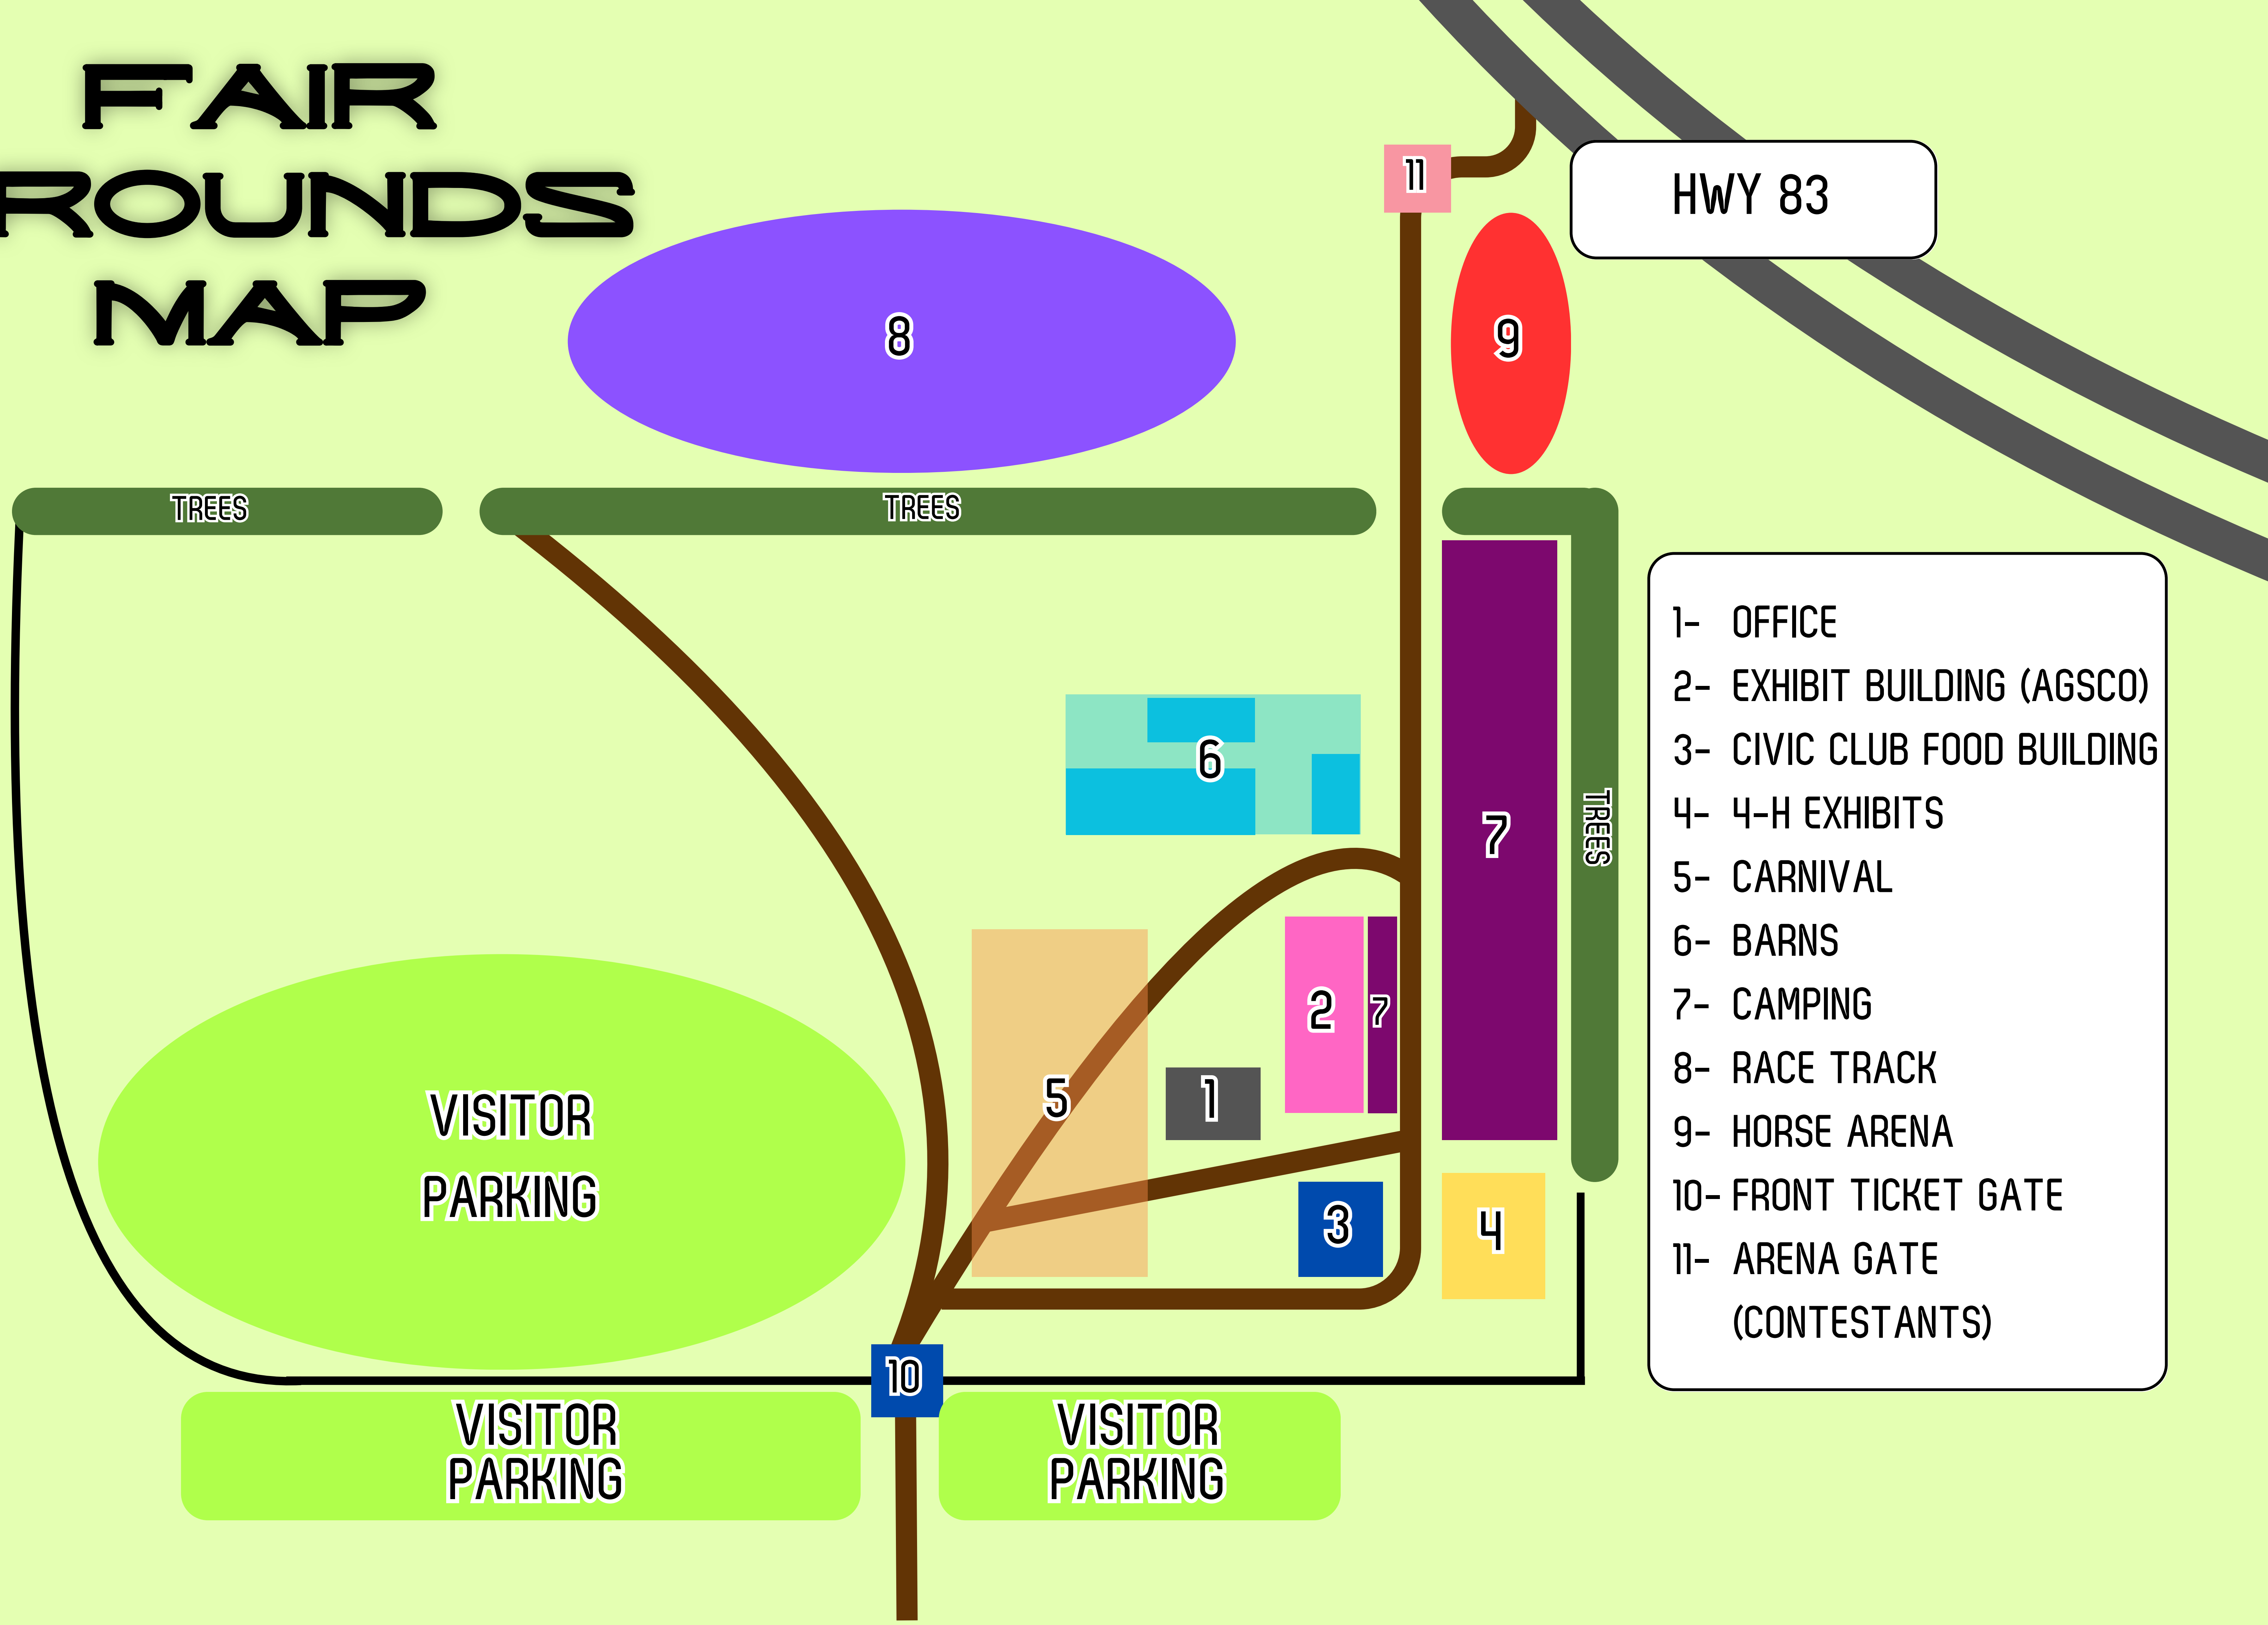 FAIR
ROUNDS
MAP
HWY 83
11
8
9
TREES
TREES
TREES
6
7
2
7
5
1
3
4
VISITOR
PARKING
10
VISITOR
PARKING
VISITOR
PARKING
1- OFFICE
2- EXHIBIT BUILDING (AGSCO)
3- CIVIC CLUB FOOD BUILDING
4- 4-H EXHIBITS
5- CARNIVAL
6- BARNS
7- CAMPING
8- RACE TRACK
9- HORSE ARENA
10- FRONT TICKET GATE
11- ARENA GATE
(CONTESTANTS)